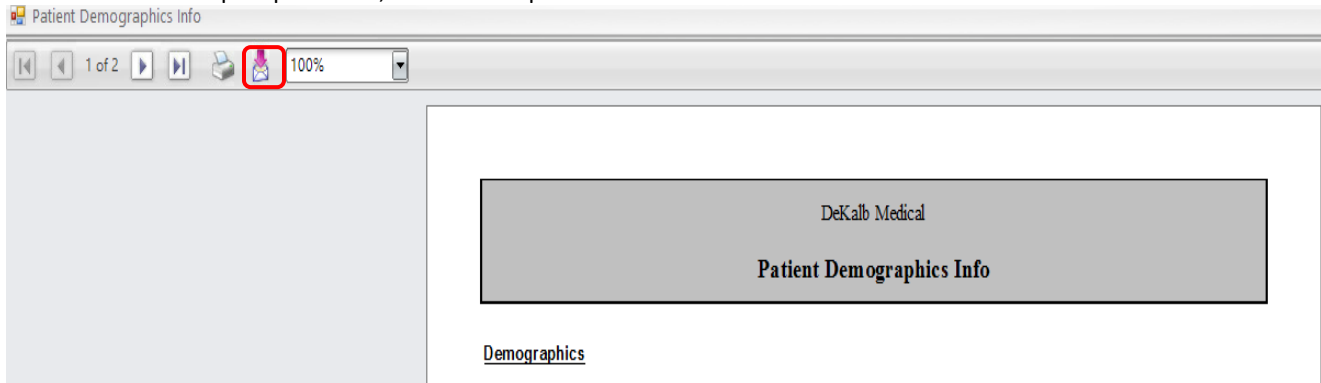 Patient Demographics Info
1 of 2 100%
DeKalb Medical
Patient Demographics Info
Demographics